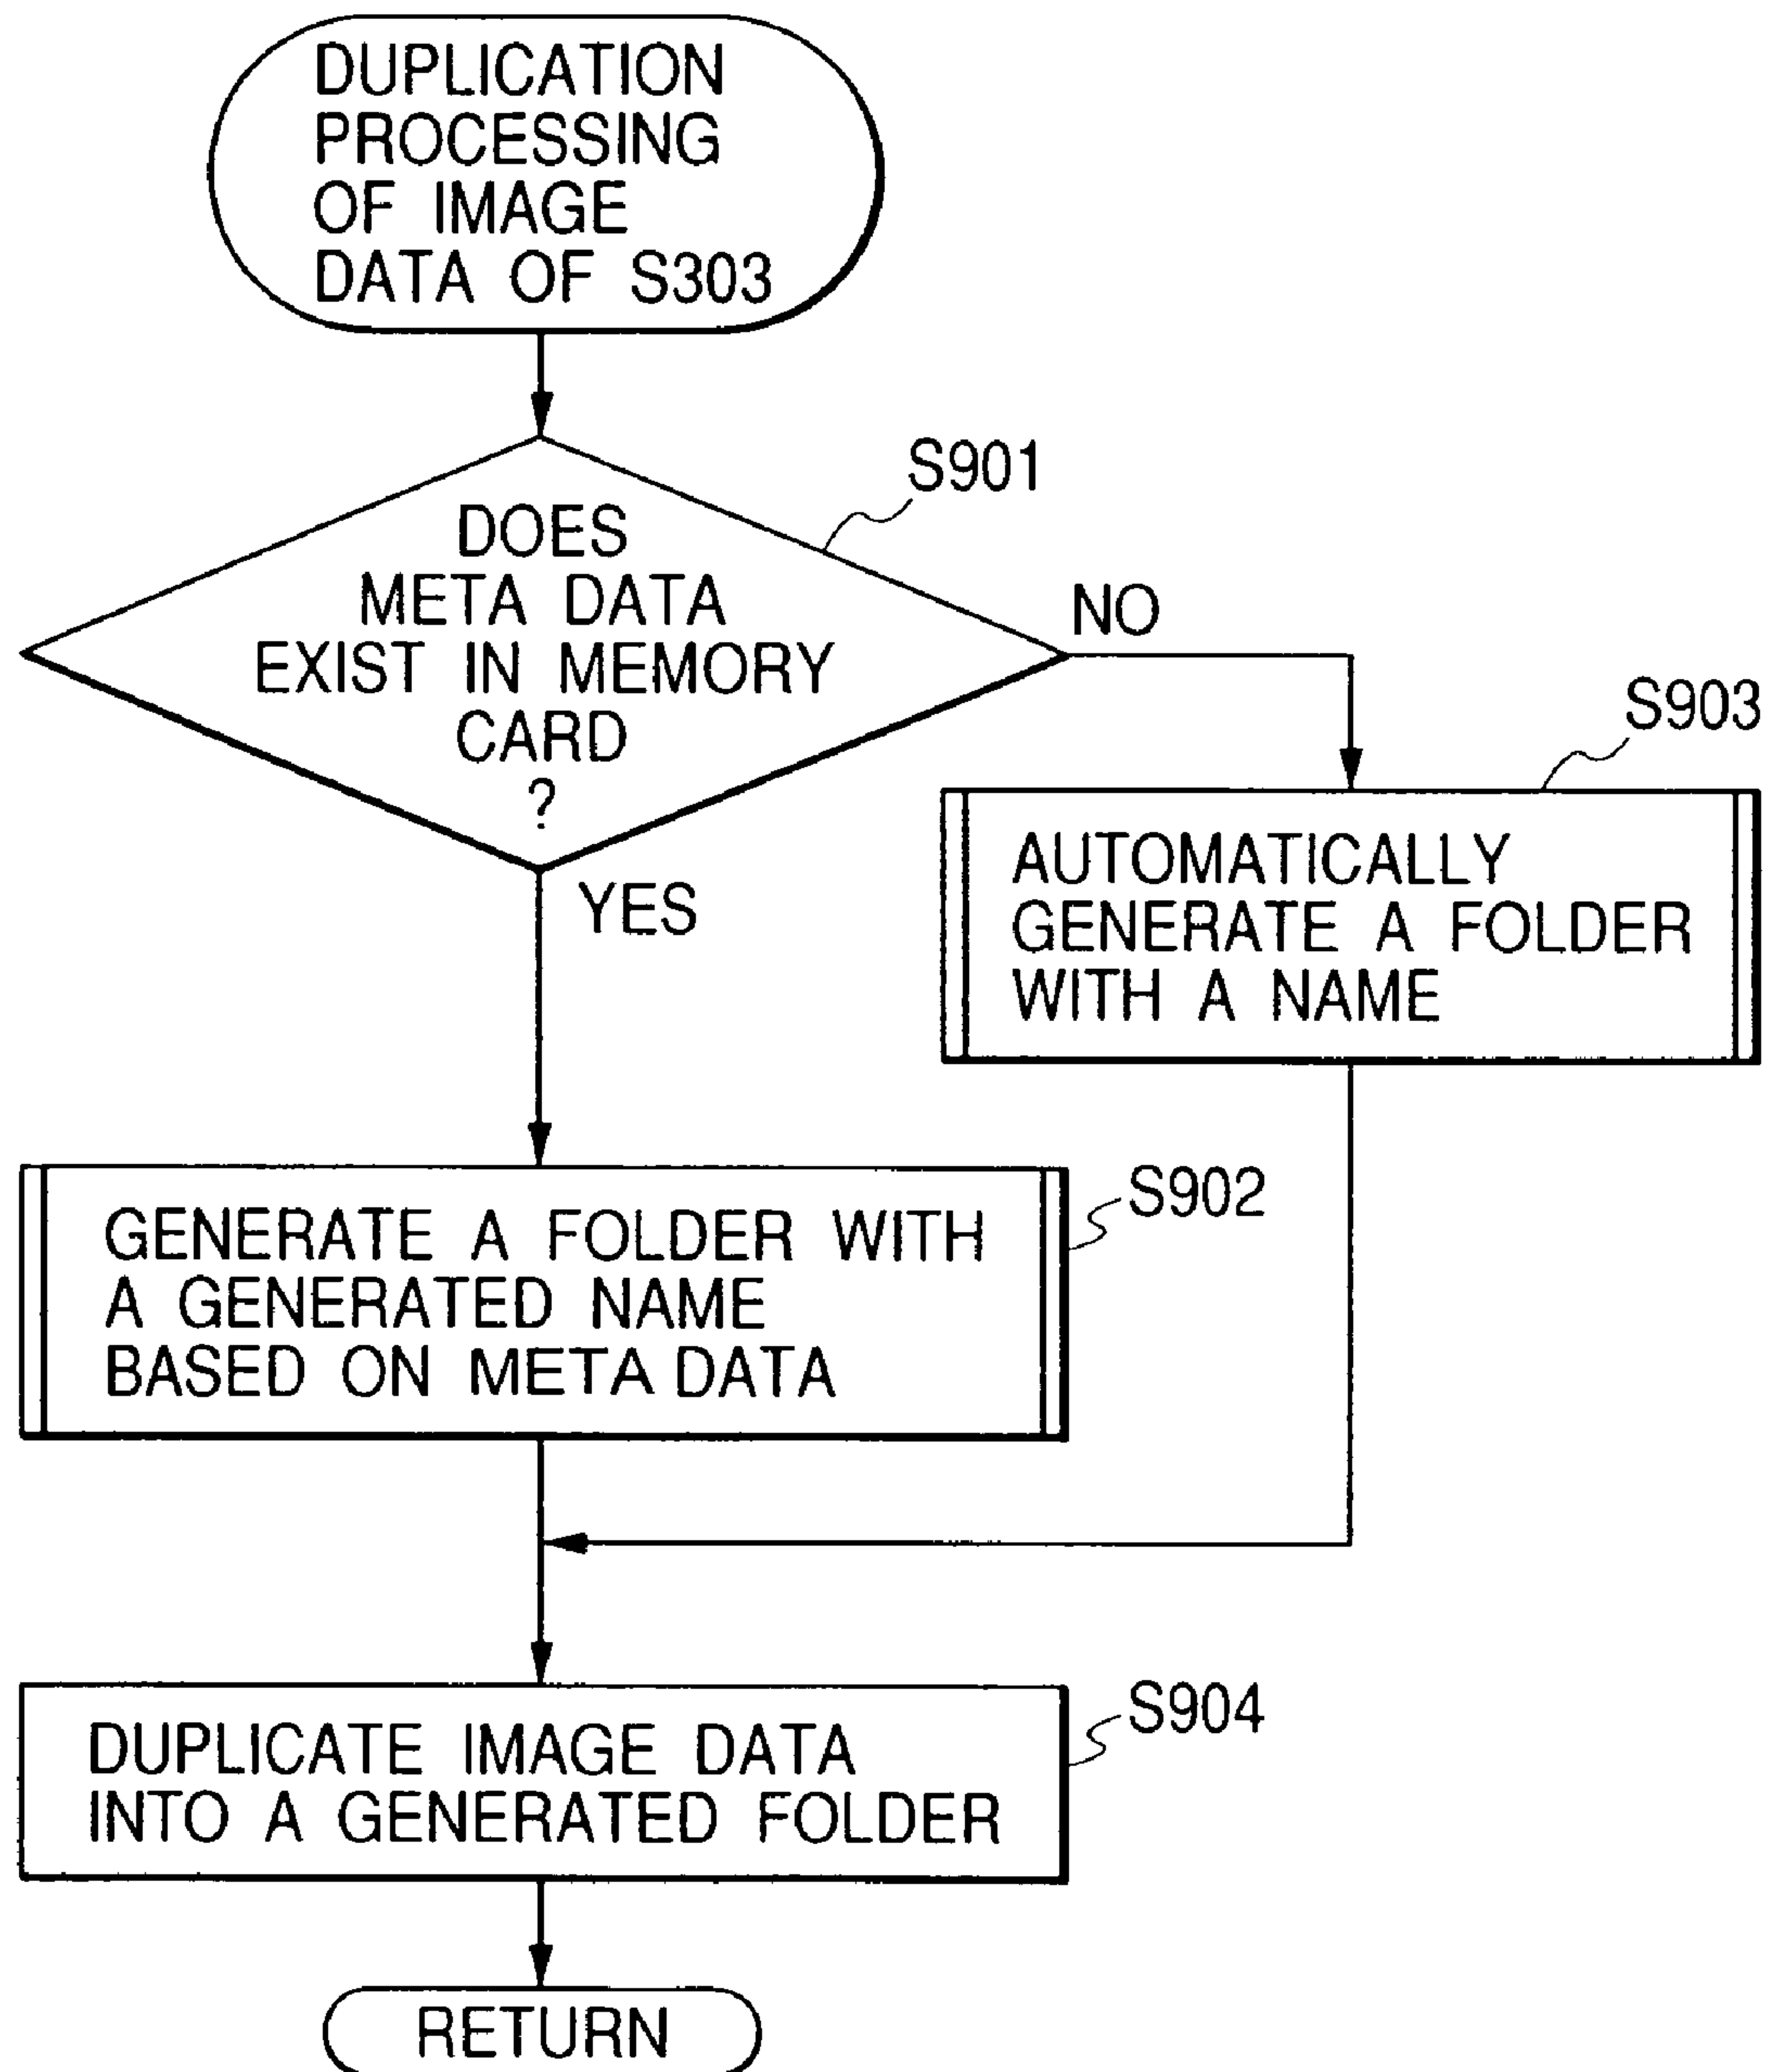 DUPLICATION
PROCESSING
OF IMAGE
DATA OF S303
S901
DOES
META DATA
EXIST IN MEMORY
CARD
?
NO
YES
S903
AUTOMATICALLY
GENERATE A FOLDER
WITH A NAME
S902
GENERATE A FOLDER WITH
A GENERATED NAME
BASED ON META DATA
S904
DUPLICATE IMAGE DATA
INTO A GENERATED FOLDER
RETURN